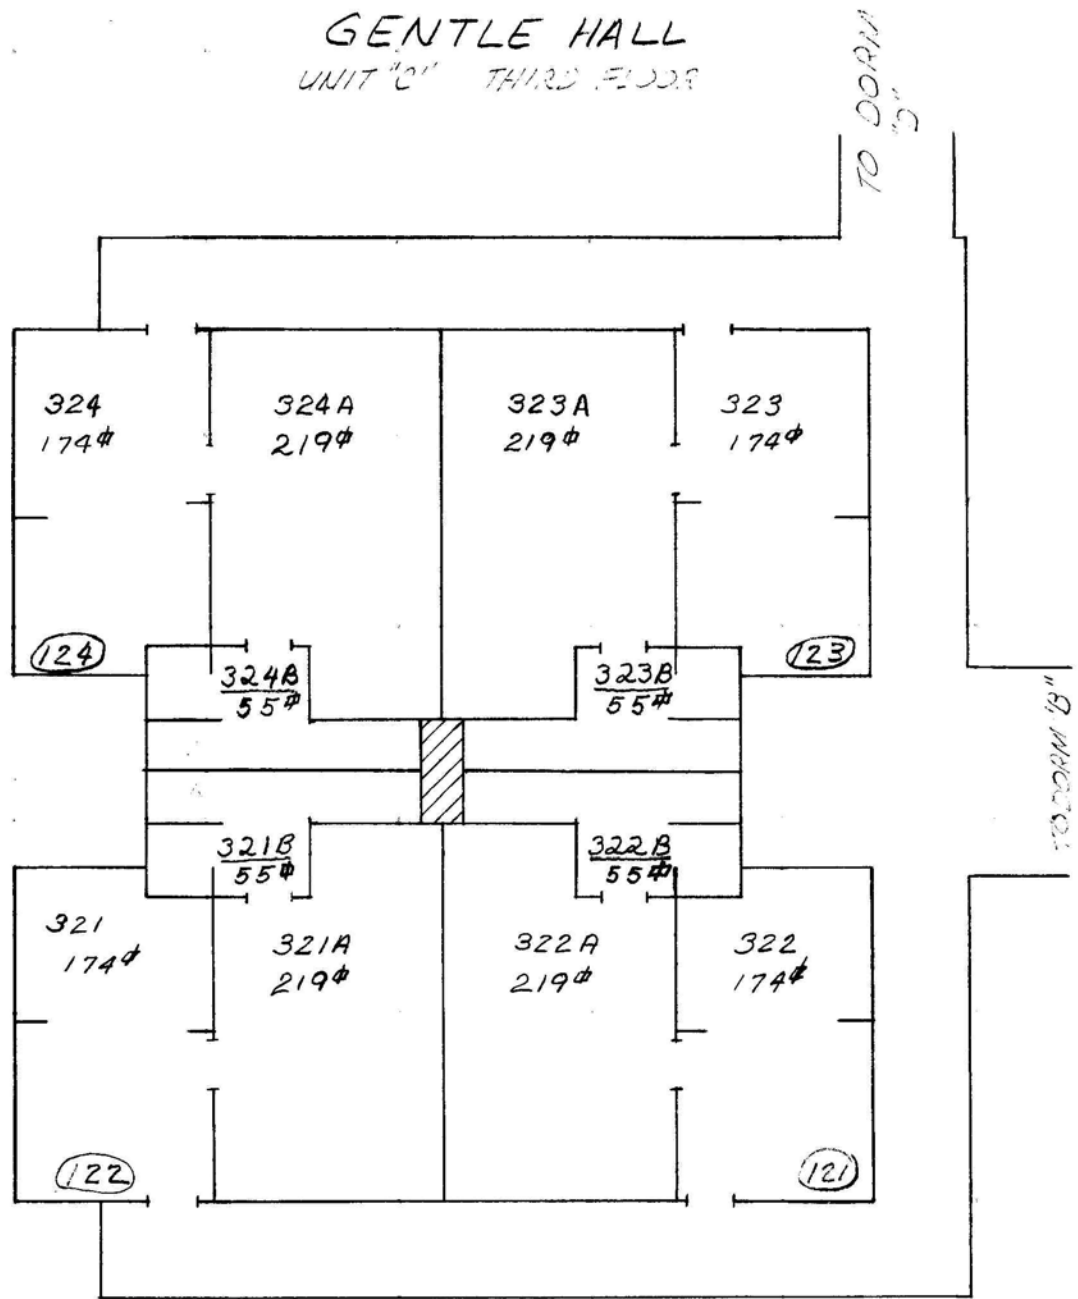 GENTLE HALL
UNIT "C" THIRD FLOOR
TO DORM
"D"
324
174⌽
324A
219⌽
323A
219⌽
323
174⌽
124
324B
55⌽
323B
55⌽
123
TO DORM "B"
321B
55⌽
322B
55⌽
321
174⌽
321A
219⌽
322A
219⌽
322
174⌽
122
121